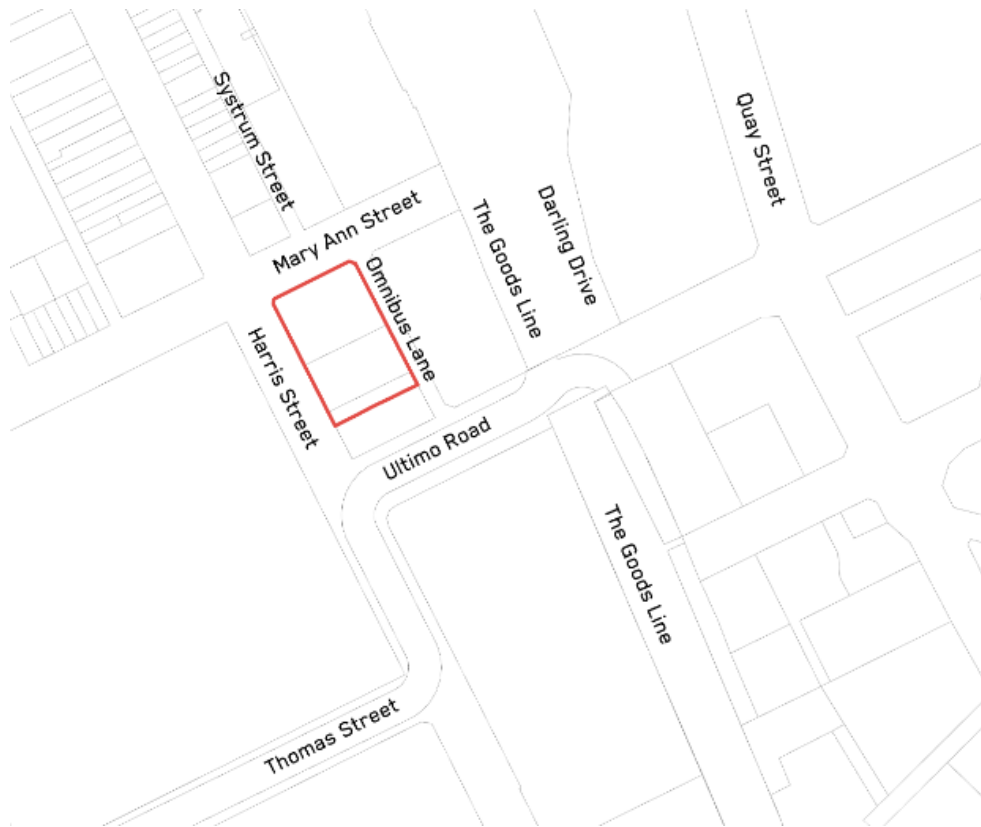 Systrum Street
Quay Street
Mary Ann Street
The Goods Line
Darling Drive
Omnibus Lane
Harris Street
Ultimo Road
The Goods Line
Thomas Street